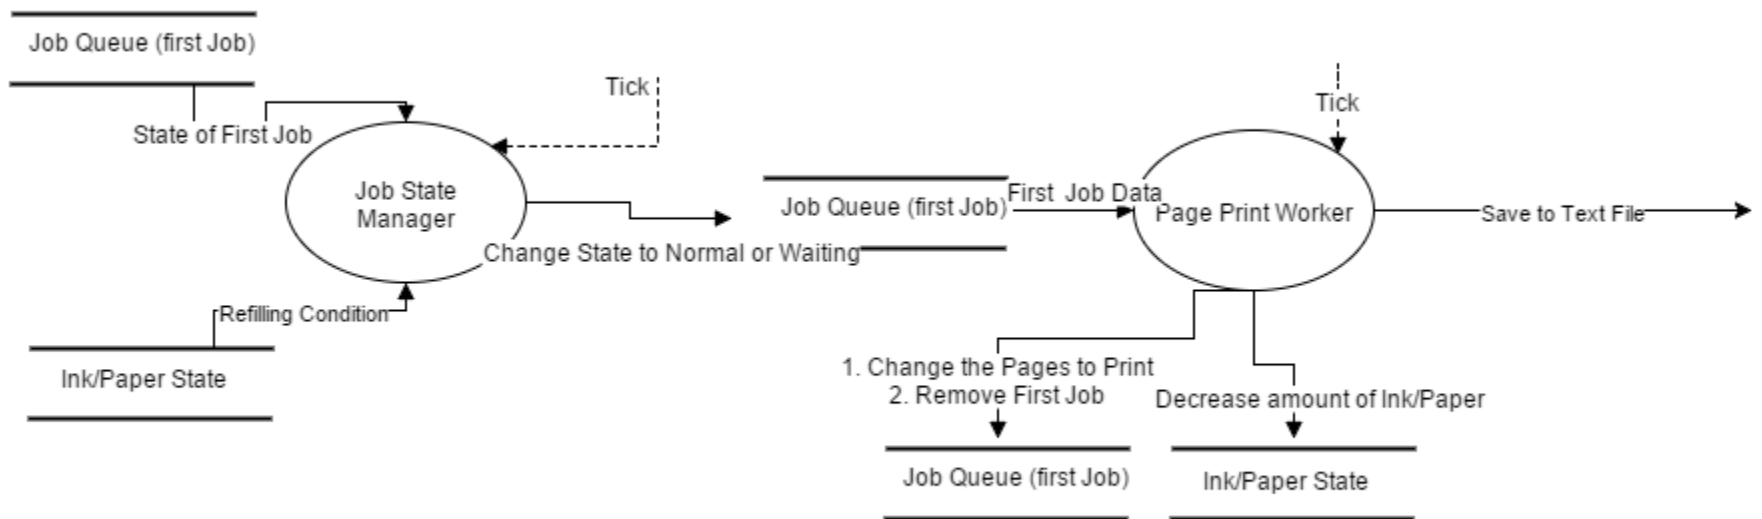 Job Queue (first Job)
Tick
State of First Job
Job State
Manager
Change State to Normal or Waiting
Refilling Condition
Ink/Paper State
Tick
Job Queue (first Job)
First Job Data
Page Print Worker
Save to Text File
1. Change the Pages to Print
2. Remove First Job
Decrease amount of Ink/Paper
Job Queue (first Job)
Ink/Paper State